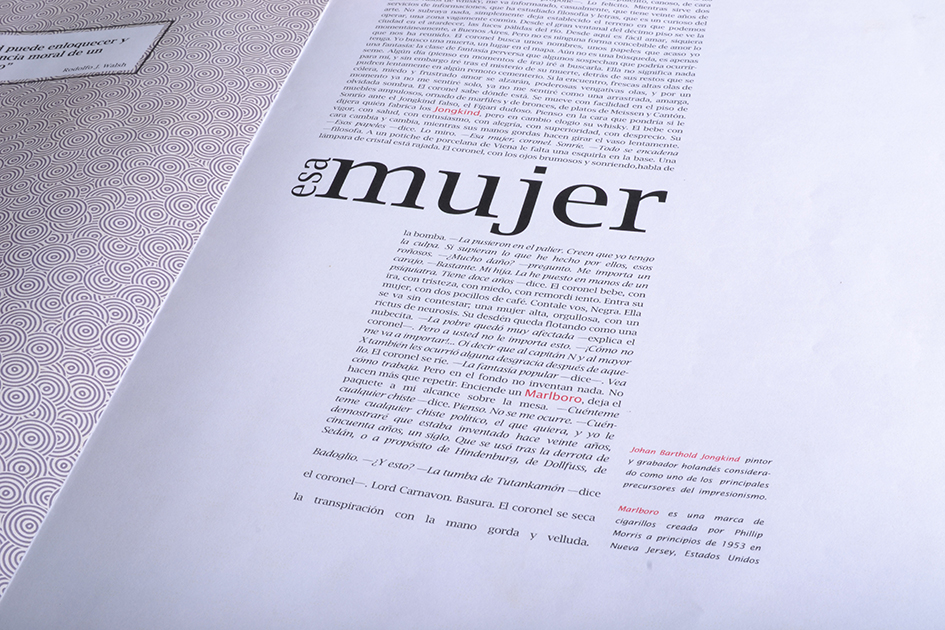 d puede enloquecer y
ncia moral de un
o"
Rodolfo J. Walsh
servicios de informaciones, que ha estudiado filosofía y letras, que es un curioso del
arte. No subraya nada, simplemente deja establecido el terreno en que podemos
operar, una zona vagamente común. Desde el gran ventanal del décimo piso se ve la
ciudad en el atardecer, las luces pálidas del río. Desde aquí es fácil amar, siquiera
momentáneamente, a Buenos Aires. Pero no es ninguna forma concebible de amor lo
que nos ha reunido. El coronel busca unos nombres, unos papeles que acaso yo
tenga. Yo busco una muerta, un lugar en el mapa. Aún no es una búsqueda, es apenas
una fantasía: la clase de fantasía perversa que algunos sospechan que podría ocurrir-
me. Algún día (pienso en momentos de ira) iré a buscarla. Ella no significa nada
para mí, y sin embargo iré tras el misterio de su muerte, detrás de sus restos que se
pudren lentamente en algún remoto cementerio. Si la encuentro, frescas altas olas de
cólera, miedo y frustrado amor se alzarán, poderosas vengativas olas, y por un
momento ya no me sentiré solo, ya no me sentiré como una arrastrada, amarga,
olvidada sombra. El coronel sabe dónde está. Se mueve con facilidad en el piso de
muebles ampulosos, ornado de marfiles y de bronces, de platos de Meissen y Cantón.
Sonrío ante el Jongkind falso, el Fígari dudoso. Pienso en la cara que pondría si le
dijera quién fabrica los Jongkind, pero en cambio elogio su whisky. El bebe con
vigor, con salud, con entusiasmo, con alegría, con superioridad, con desprecio. Su
cara cambia y cambia, mientras sus manos gordas hacen girar el vaso lentamente.
—Esos papeles —dice. Lo miro. —Esa mujer, coronel. Sonríe. —Todo se encadena
—filosofa. A un potiche de porcelana de Viena le falta una esquirla en la base. Una
lámpara de cristal está rajada. El coronel, con los ojos brumosos y sonriendo,habla de
esa mujer
la bomba. —La pusieron en el palier. Creen que yo tengo
la culpa. Si supieran lo que he hecho por ellos, esos
roñosos. —¿Mucho daño? —pregunto. Me importa un
carajo. —Bastante. Mi hija. La he puesto en manos de un
psiquiatra. Tiene doce años —dice. El coronel bebe, con
ira, con tristeza, con miedo, con remordi iento. Entra su
mujer, con dos pocillos de café. Contale vos, Negra. Ella
se va sin contestar; una mujer alta, orgullosa, con un
rictus de neurosis. Su desdén queda flotando como una
nubecita. —La pobre quedó muy afectada —explica el
coronel—. Pero a usted no le importa esto. —¡Cómo no
me va a importar!... Oí decir que al capitán N y al mayor
X también les ocurrió alguna desgracia después de aque-
llo. El coronel se ríe. —La fantasía popular —dice—. Vea
cómo trabaja. Pero en el fondo no inventan nada. No
hacen más que repetir. Enciende un Marlboro, deja el
paquete a mi alcance sobre la mesa. —Cuénteme
cualquier chiste —dice. Pienso. No se me ocurre. —Cuén-
teme cualquier chiste político, el que quiera, y yo le
demostraré que estaba inventado hace veinte años,
cincuenta años, un siglo. Que se usó tras la derrota de
Sedán, o a propósito de Hindenburg, de Dollfuss, de
Badoglio. —¿Y esto? —La tumba de Tutankamón —dice
el coronel—. Lord Carnavon. Basura. El coronel se seca
la transpiración con la mano gorda y velluda.
Johan Barthold Jongkind pintor
y grabador holandés considera-
do como uno de los principales
precursores del impresionismo.
Marlboro es una marca de
cigarillos creada por Phillip
Morris a principios de 1953 en
Nueva Jersey, Estados Unidos